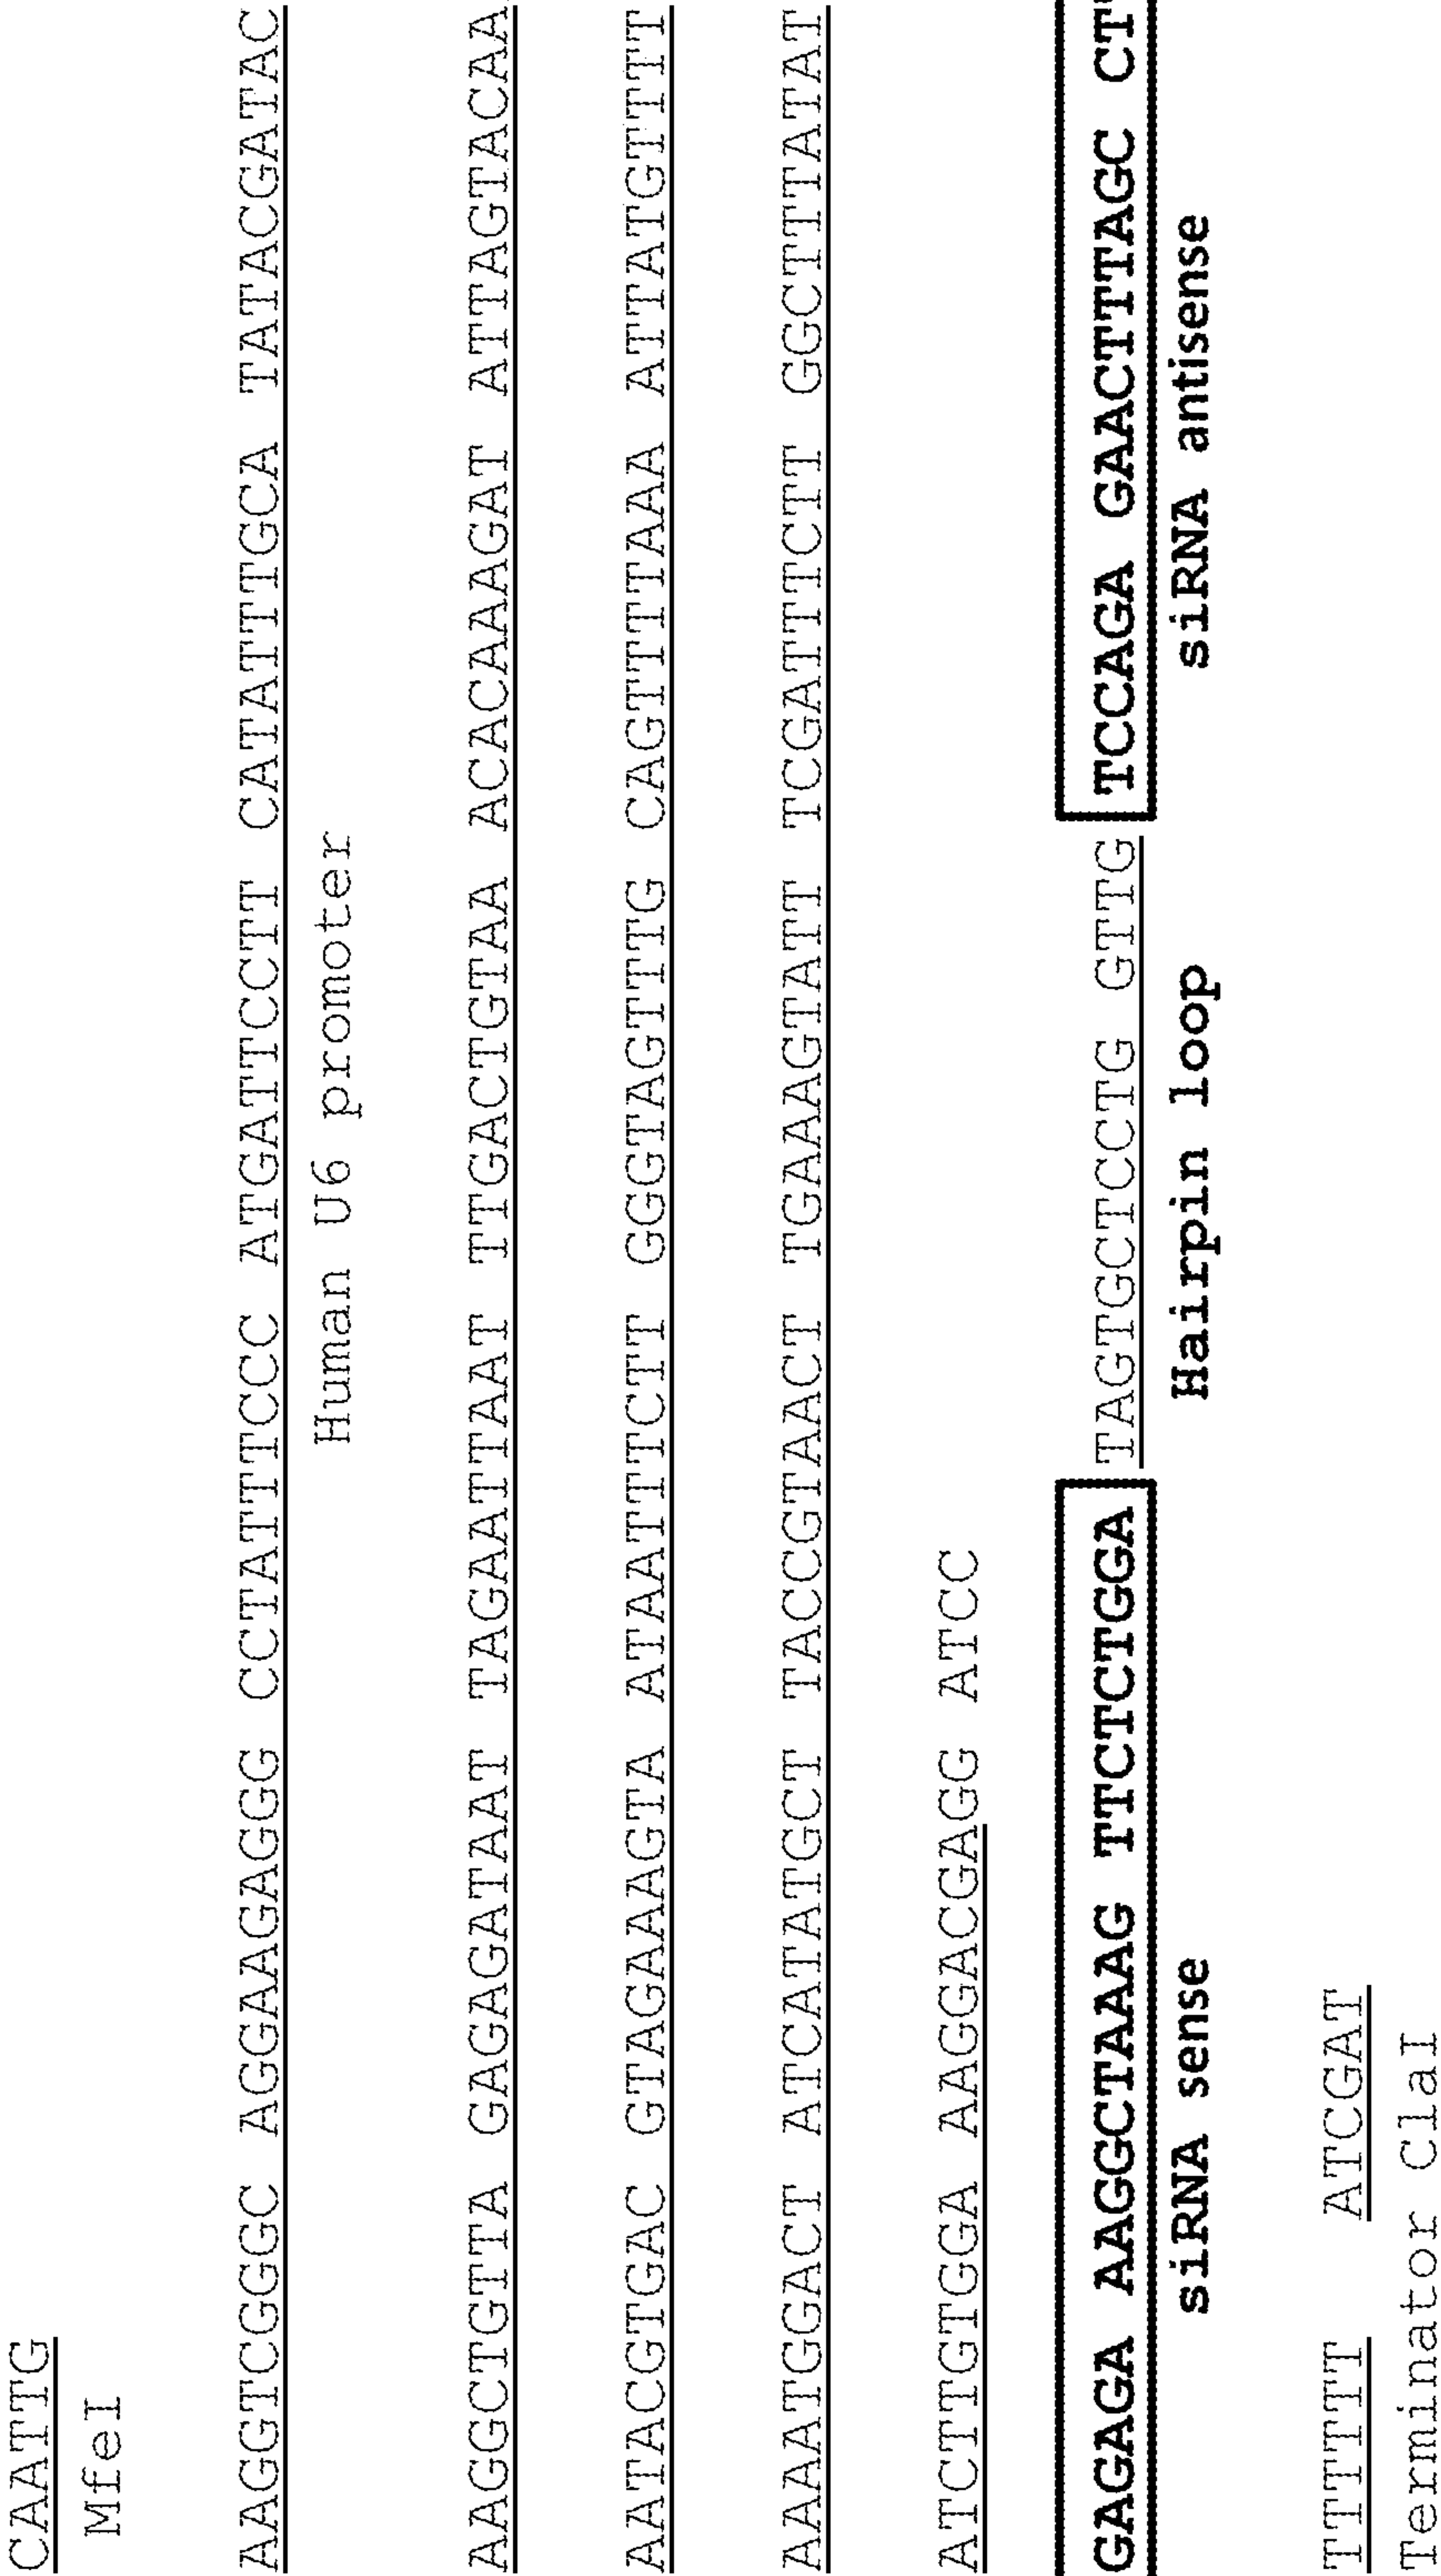 CAATTG
MfeI
AAGGTCGGGC AGGAAGAGGG CCTATTTCCC ATGATTCCTT CATATTTGCA TATACGATAC
Human U6 promoter
AAGGCTGTTA GAGAGATAAT TAGAATTAAT TTGACTGTAA ACACAAAGAT ATTAGTACAA
AATACGTGAC GTAGAAAGTA ATAATTTCTT GGGTAGTTTG CAGTTTTAAA ATTATGTTTT
AAAATGGACT ATCATATGCT TACCGTAACT TGAAAGTATT TCGATTTCTT GGCTTTATAT
ATCTTGTGGA AAGGACGAGG ATCC
GAGAGA AAGGCTAAAG TTCTCTGGA TAGTGCTCCTG GTTG TCCAGA GAACTTTAGC CT
siRNA sense Hairpin loop siRNA antisense
TTTTTT ATCGAT
Terminator ClaI